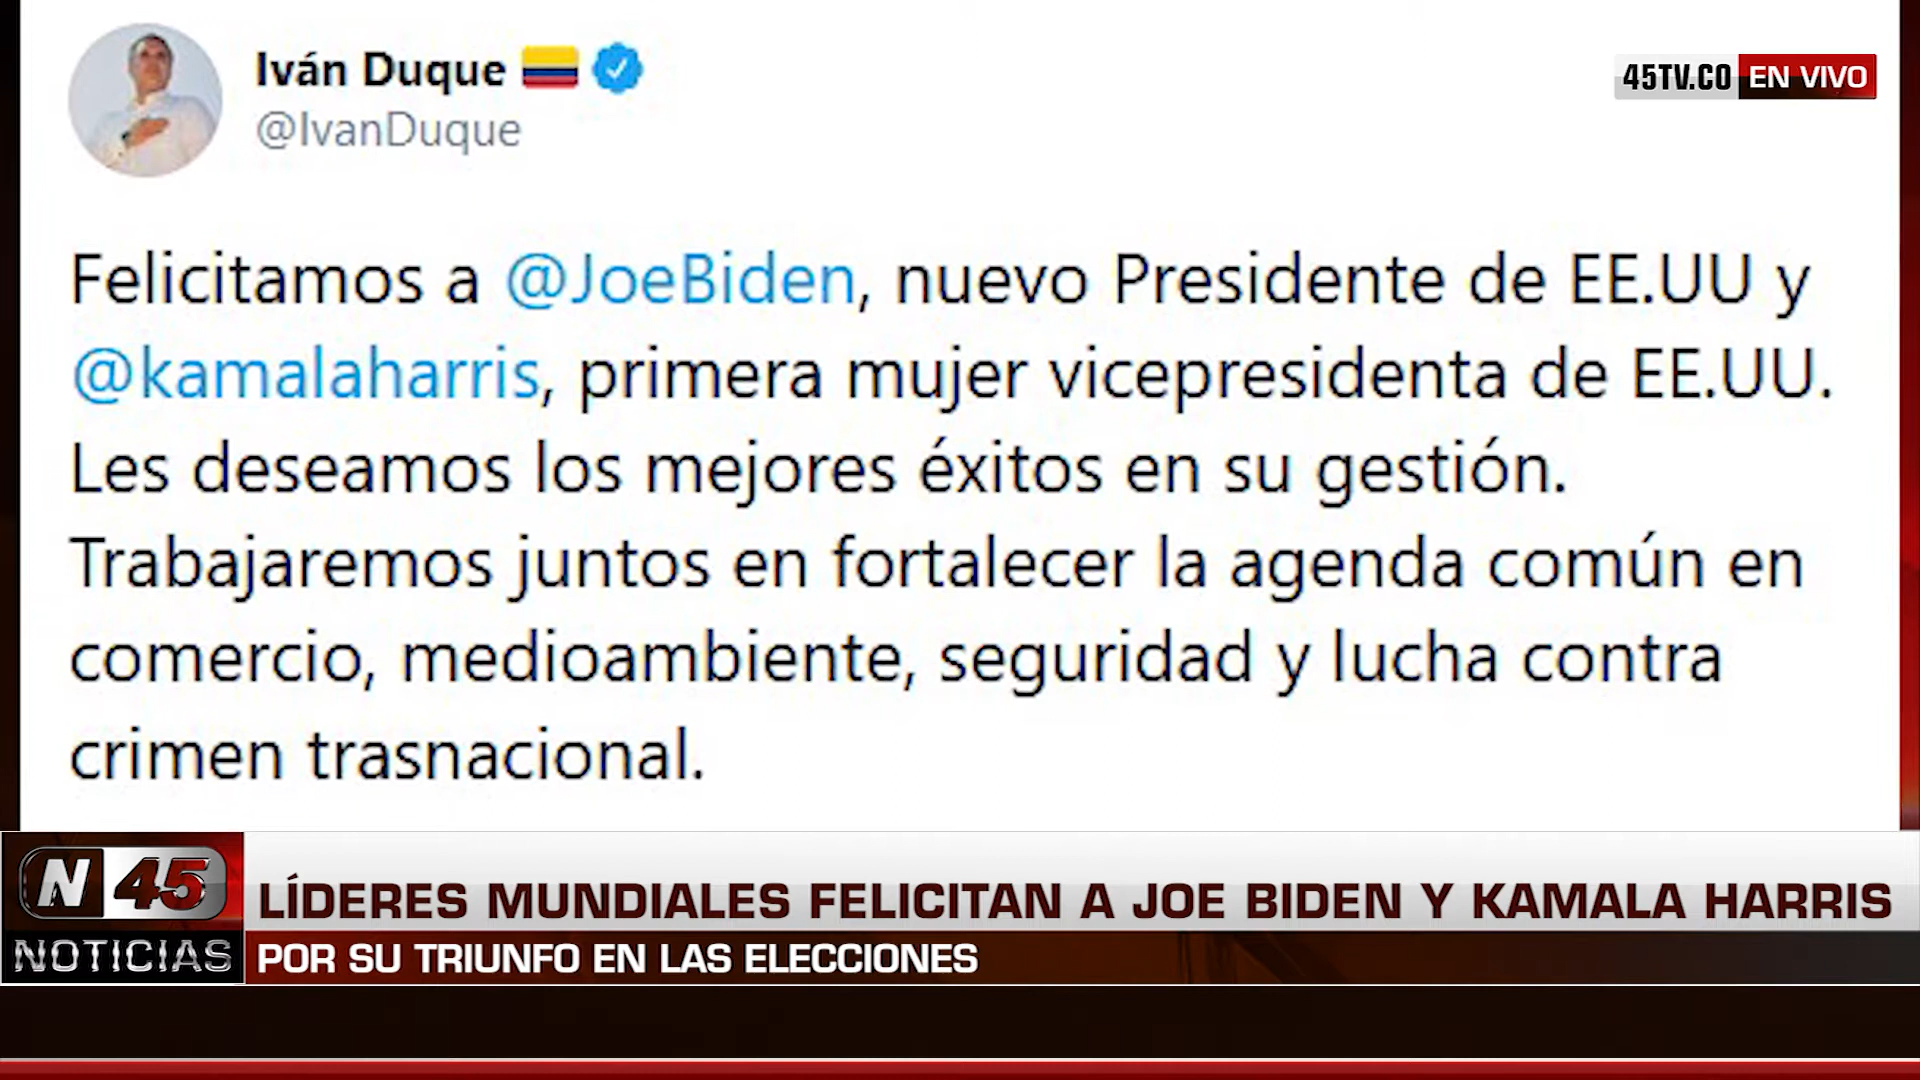 Iván Duque
@IvanDuque
45TV.CO EN VIVO
Felicitamos a @JoeBiden, nuevo Presidente de EE.UU y
@kamalaharris, primera mujer vicepresidenta de EE.UU.
Les deseamos los mejores éxitos en su gestión.
Trabajaremos juntos en fortalecer la agenda común en
comercio, medioambiente, seguridad y lucha contra
crimen trasnacional.
N 45
NOTICIAS
LÍDERES MUNDIALES FELICITAN A JOE BIDEN Y KAMALA HARRIS
POR SU TRIUNFO EN LAS ELECCIONES